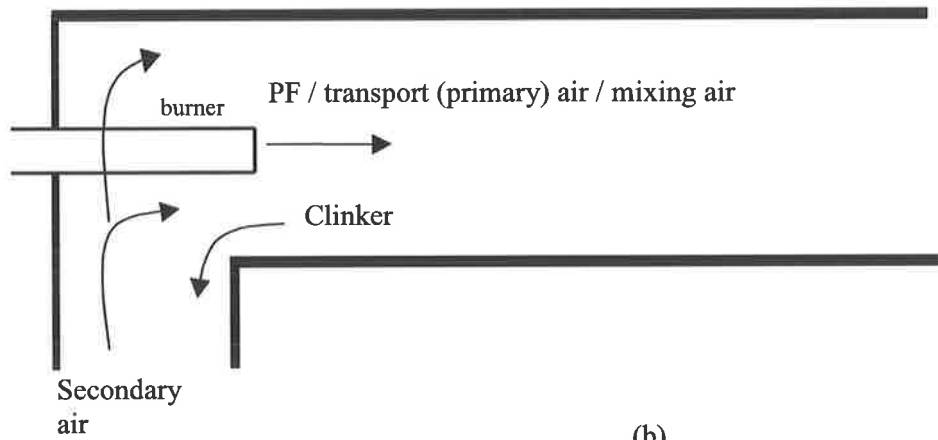 PF / transport (primary) air / mixing air
burner
Clinker
Secondary
air
(b)